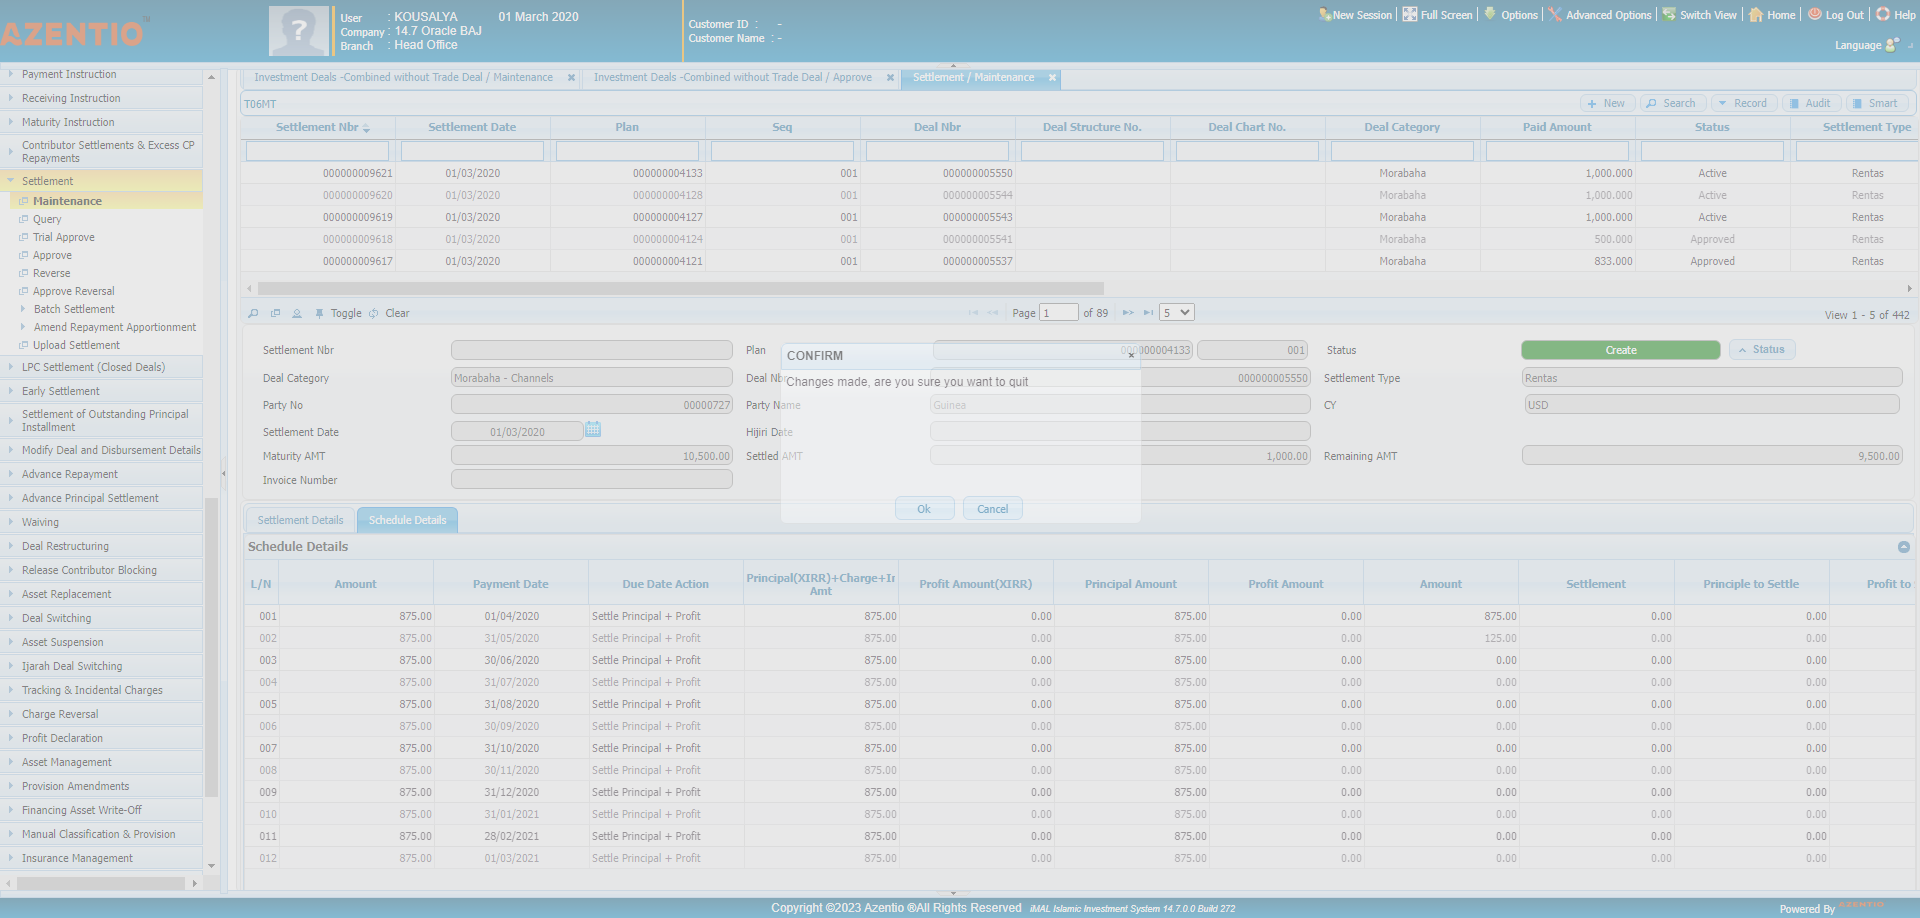 AZENTIO
User : KOUSALYA 01 March 2020
Company : 14.7 Oracle BAJ
Branch : Head Office
Customer ID : -
Customer Name : -
New Session Full Screen Options Advanced Options Switch View Home Log Out Help
Language
Payment Instruction
Receiving Instruction
Maturity Instruction
Contributor Settlements & Excess CP
Repayments
Settlement
Maintenance
Query
Trial Approve
Approve
Reverse
Approve Reversal
Batch Settlement
Amend Repayment Apportionment
Upload Settlement
LPC Settlement (Closed Deals)
Early Settlement
Settlement of Outstanding Principal
Installment
Modify Deal and Disbursement Details
Advance Repayment
Advance Principal Settlement
Waiving
Deal Restructuring
Release Contributor Blocking
Asset Replacement
Deal Switching
Asset Suspension
Ijarah Deal Switching
Tracking & Incidental Charges
Charge Reversal
Profit Declaration
Asset Management
Provision Amendments
Financing Asset Write-Off
Manual Classification & Provision
Insurance Management
Investment Deals -Combined without Trade Deal / Maintenance Investment Deals -Combined without Trade Deal / Approve Settlement / Maintenance
T06MT New Search Record Audit Smart
Settlement Nbr Settlement Date Plan Seq Deal Nbr Deal Structure No. Deal Chart No. Deal Category Paid Amount Status Settlement Type
000000009621 01/03/2020 000000004133 001 000000005550 Morabaha 1,000.000 Active Rentas
000000009620 01/03/2020 000000004128 001 000000005544 Morabaha 1,000.000 Active Rentas
000000009619 01/03/2020 000000004127 001 000000005543 Morabaha 1,000.000 Active Rentas
000000009618 01/03/2020 000000004124 001 000000005541 Morabaha 500.000 Approved Rentas
000000009617 01/03/2020 000000004121 001 000000005537 Morabaha 833.000 Approved Rentas
Toggle Clear Page 1 of 89 5 View 1 - 5 of 442
Settlement Nbr Plan 000000004133 001 Status Create Status
Deal Category Morabaha - Channels Deal Nbr 000000005550 Settlement Type Rentas
Party No 00000727 Party Name Guinea CY USD
Settlement Date 01/03/2020 Hijiri Date
Maturity AMT 10,500.00 Settled AMT 1,000.00 Remaining AMT 9,500.00
Invoice Number
CONFIRM
Changes made, are you sure you want to quit
Ok Cancel
Settlement Details Schedule Details
Schedule Details
L/N Amount Payment Date Due Date Action Principal(XIRR)+Charge+Ir Amt Profit Amount(XIRR) Principal Amount Profit Amount Amount Settlement Principle to Settle Profit to
001 875.00 01/04/2020 Settle Principal + Profit 875.00 0.00 875.00 0.00 875.00 0.00 0.00
002 875.00 31/05/2020 Settle Principal + Profit 875.00 0.00 875.00 0.00 125.00 0.00 0.00
003 875.00 30/06/2020 Settle Principal + Profit 875.00 0.00 875.00 0.00 0.00 0.00 0.00
004 875.00 31/07/2020 Settle Principal + Profit 875.00 0.00 875.00 0.00 0.00 0.00 0.00
005 875.00 31/08/2020 Settle Principal + Profit 875.00 0.00 875.00 0.00 0.00 0.00 0.00
006 875.00 30/09/2020 Settle Principal + Profit 875.00 0.00 875.00 0.00 0.00 0.00 0.00
007 875.00 31/10/2020 Settle Principal + Profit 875.00 0.00 875.00 0.00 0.00 0.00 0.00
008 875.00 30/11/2020 Settle Principal + Profit 875.00 0.00 875.00 0.00 0.00 0.00 0.00
009 875.00 31/12/2020 Settle Principal + Profit 875.00 0.00 875.00 0.00 0.00 0.00 0.00
010 875.00 31/01/2021 Settle Principal + Profit 875.00 0.00 875.00 0.00 0.00 0.00 0.00
011 875.00 28/02/2021 Settle Principal + Profit 875.00 0.00 875.00 0.00 0.00 0.00 0.00
012 875.00 01/03/2021 Settle Principal + Profit 875.00 0.00 875.00 0.00 0.00 0.00 0.00
Copyright ©2023 Azentio ®All Rights Reserved iMAL Islamic Investment System 14.7.0.0 Build 272
Powered By AZENTIO